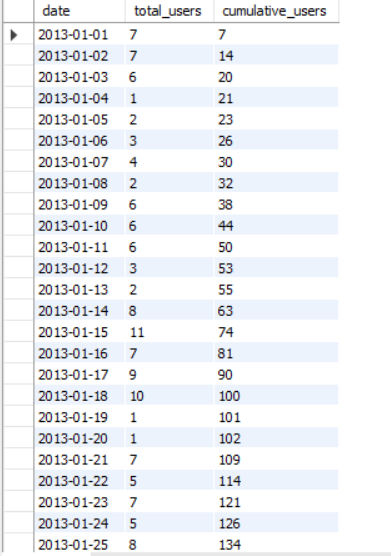 date total_users cumulative_users
2013-01-01 7 7
2013-01-02 7 14
2013-01-03 6 20
2013-01-04 1 21
2013-01-05 2 23
2013-01-06 3 26
2013-01-07 4 30
2013-01-08 2 32
2013-01-09 6 38
2013-01-10 6 44
2013-01-11 6 50
2013-01-12 3 53
2013-01-13 2 55
2013-01-14 8 63
2013-01-15 11 74
2013-01-16 7 81
2013-01-17 9 90
2013-01-18 10 100
2013-01-19 1 101
2013-01-20 1 102
2013-01-21 7 109
2013-01-22 5 114
2013-01-23 7 121
2013-01-24 5 126
2013-01-25 8 134